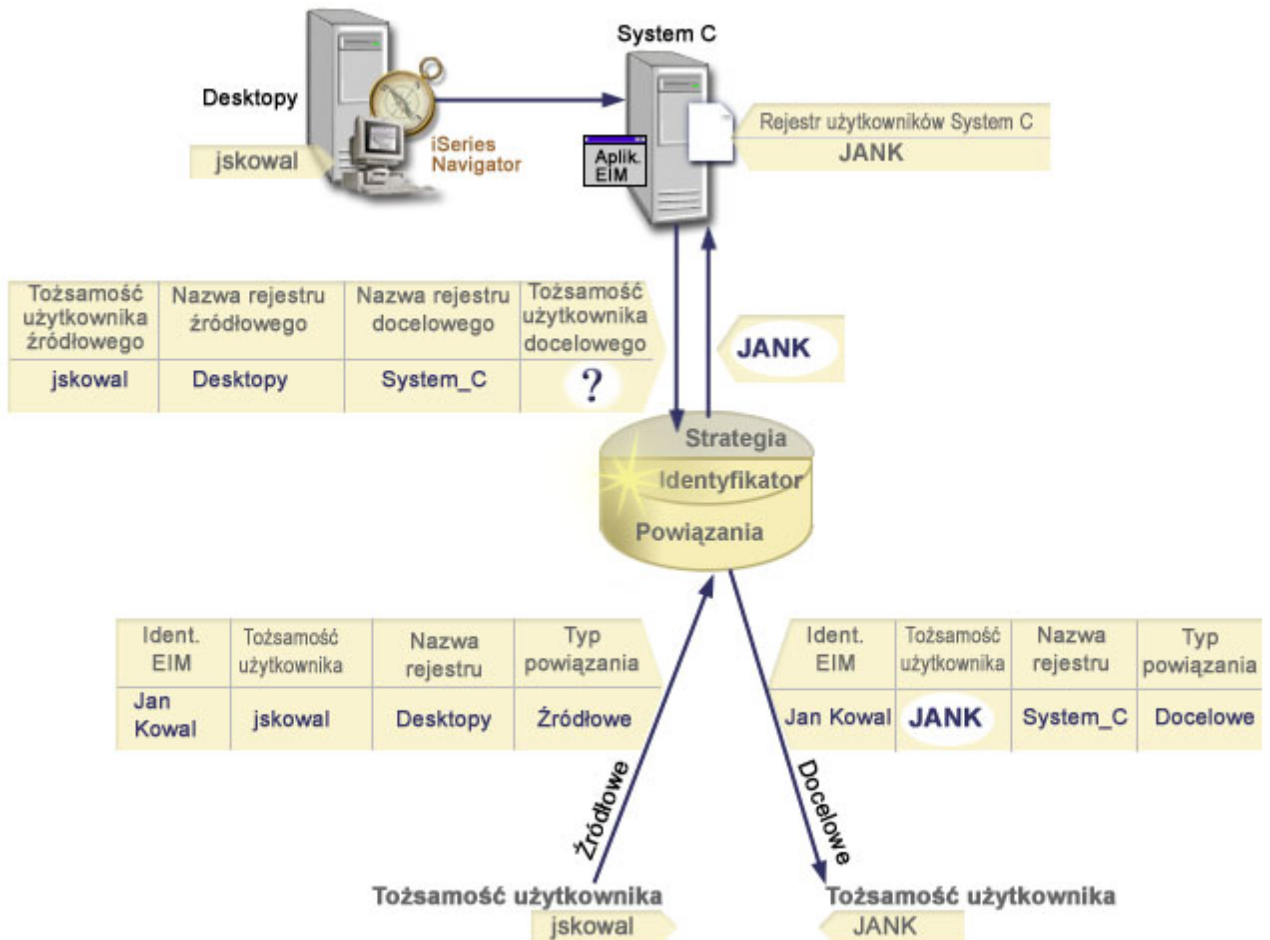 System C
Desktopy
jskowal
iSeries
Navigator
Aplik.
EIM
Rejestr użytkowników System C
JANK
Tożsamość
użytkownika
źródłowego
Nazwa rejestru
źródłowego
Nazwa rejestru
docelowego
Tożsamość
użytkownika
docelowego
jskowal
Desktopy
System_C
?
JANK
Strategia
Identyfikator
Powiązania
Ident.
EIM
Tożsamość
użytkownika
Nazwa
rejestru
Typ
powiązania
Jan
Kowal
jskowal
Desktopy
Źródłowe
Ident.
EIM
Tożsamość
użytkownika
Nazwa
rejestru
Typ
powiązania
Jan Kowal
JANK
System_C
Docelowe
Źródłowe
Docelowe
Tożsamość użytkownika
jskowal
Tożsamość użytkownika
JANK